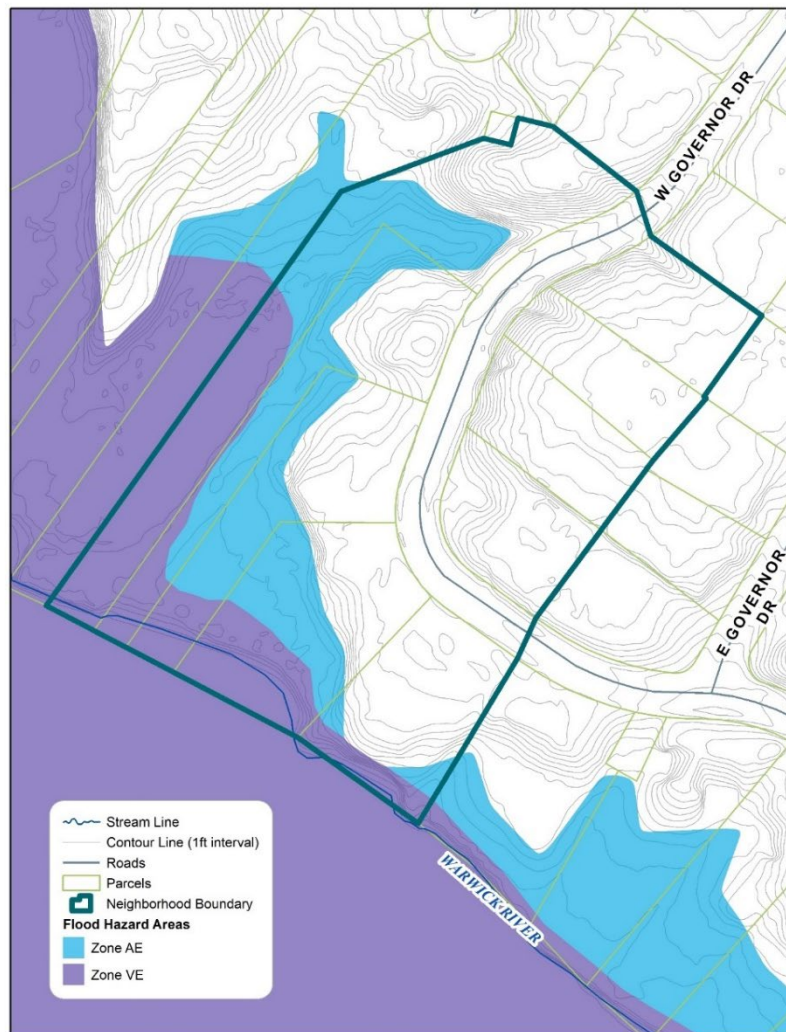 W GOVERNOR DR
E GOVERNOR
DR
WARWICK RIVER
Stream Line
Contour Line (1ft interval)
Roads
Parcels
Neighborhood Boundary
Flood Hazard Areas
Zone AE
Zone VE